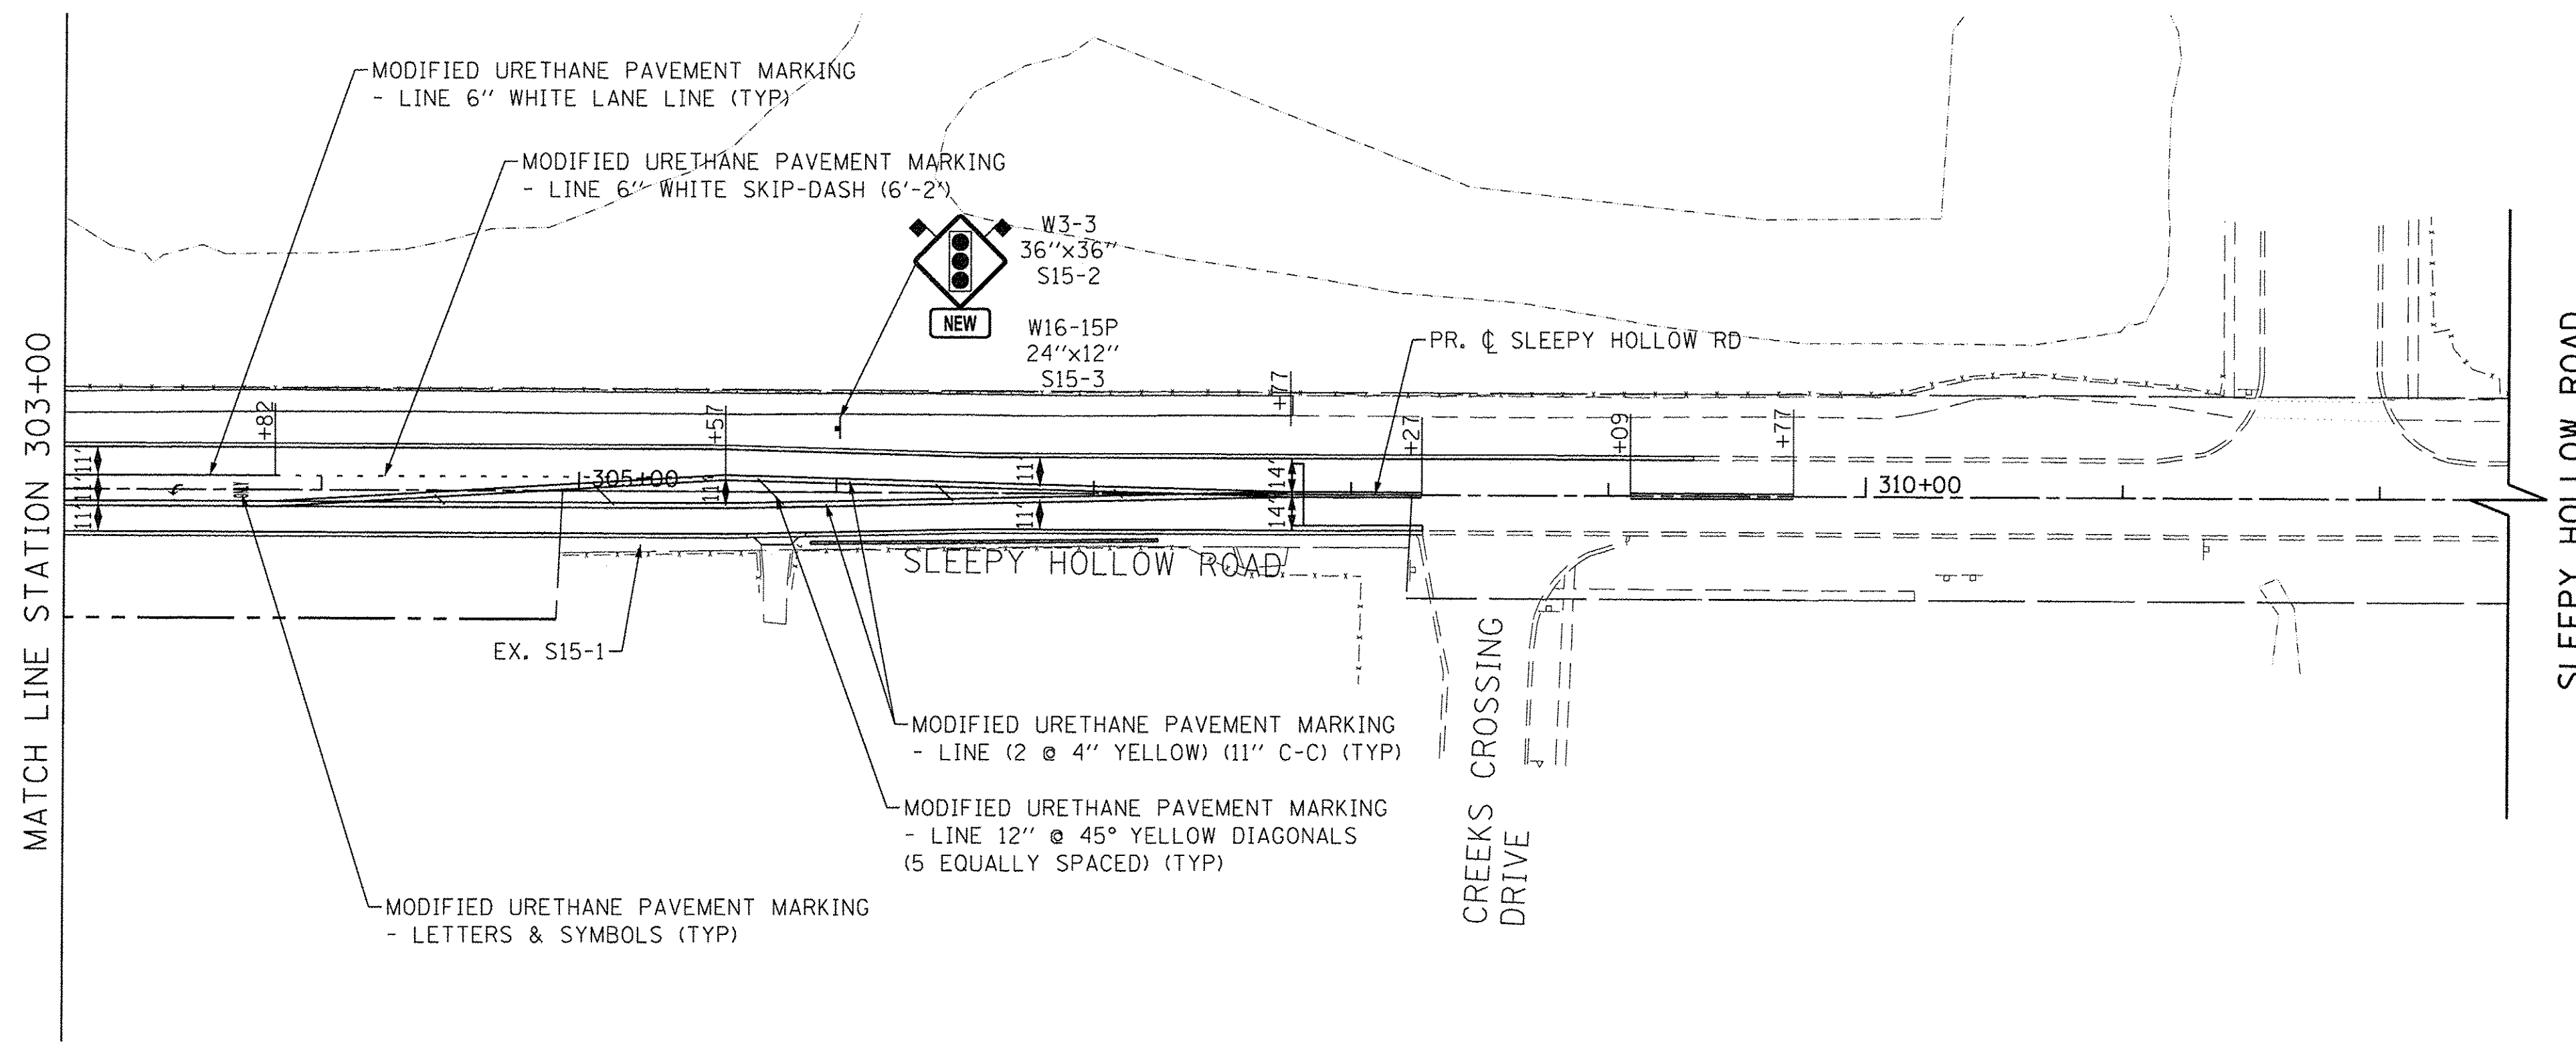 MODIFIED URETHANE PAVEMENT MARKING
- LINE 6" WHITE LANE LINE (TYP)
MODIFIED URETHANE PAVEMENT MARKING
- LINE 6" WHITE SKIP-DASH (6'-2')
W3-3
36"x36"
S15-2
NEW
W16-15P
24"x12"
S15-3
PR. ℄ SLEEPY HOLLOW RD
MATCH LINE STATION 303+00
+82
+57
+77
+27
+09
+77
11'
11'
11'
ONLY
305+00
11'
11'
11'
14'
14'
310+00
SLEEPY HOLLOW ROAD
SLEEPY HOLLOW ROAD
EX. S15-1
MODIFIED URETHANE PAVEMENT MARKING
- LINE (2 @ 4" YELLOW) (11" C-C) (TYP)
MODIFIED URETHANE PAVEMENT MARKING
- LINE 12" @ 45° YELLOW DIAGONALS
(5 EQUALLY SPACED) (TYP)
CREEKS CROSSING
DRIVE
MODIFIED URETHANE PAVEMENT MARKING
- LETTERS & SYMBOLS (TYP)